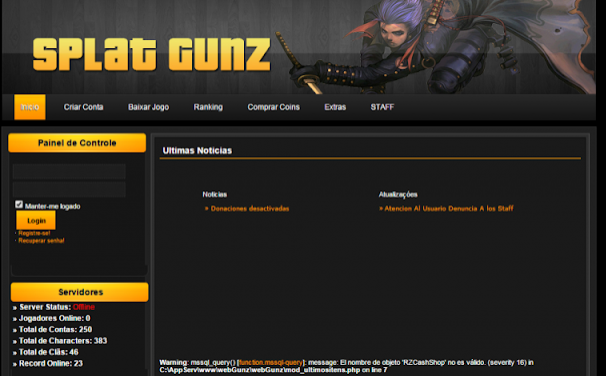 SPLAT GUNZ
Inicio Criar Conta Baixar Jogo Ranking Comprar Coins Extras STAFF
Painel de Controle
Manter-me logado
Login
› Registre-se!
› Recuperar senha!
Servidores
» Server Status: Offline
» Jogadores Online: 0
» Total de Contas: 250
» Total de Characters: 383
» Total de Clãs: 46
» Record Online: 23
Ultimas Noticias
Noticias
» Donaciones desactivadas
Atualizações
» Atencion Al Usuario Denuncia A los Staff
Warning: mssql_query() [function.mssql-query]: message: El nombre de objeto 'RZCashShop' no es válido. (severity 16) in
C:\AppServ\www\webGunz\webGunz\mod_ultimositens.php on line 7